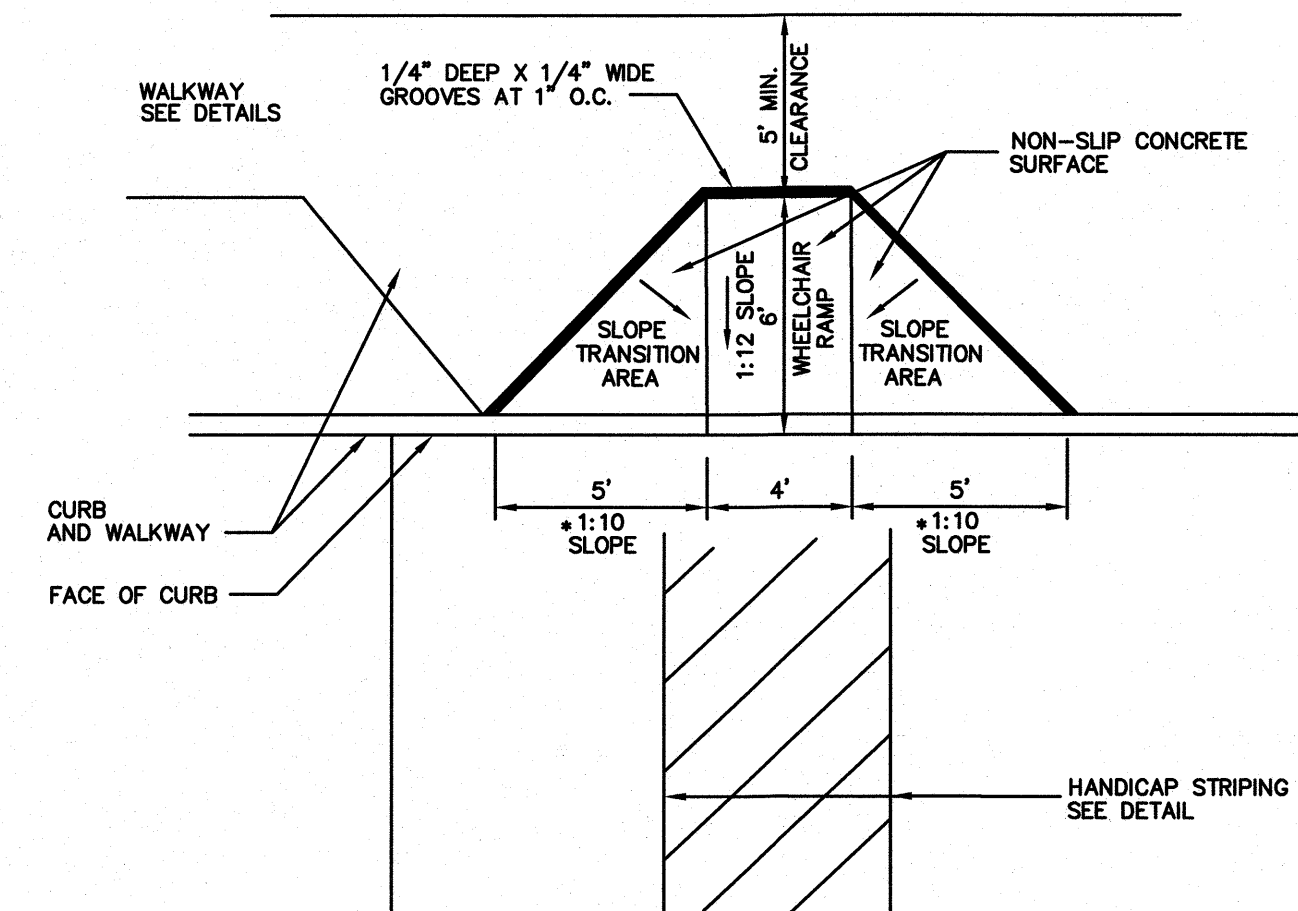 WALKWAY
SEE DETAILS
1/4" DEEP X 1/4" WIDE
GROOVES AT 1" O.C.
5' MIN.
CLEARANCE
NON-SLIP CONCRETE
SURFACE
SLOPE
TRANSITION
AREA
1:12 SLOPE
6'
WHEELCHAIR
RAMP
SLOPE
TRANSITION
AREA
CURB
AND WALKWAY
FACE OF CURB
5'
*1:10
SLOPE
4'
5'
*1:10
SLOPE
HANDICAP STRIPING
SEE DETAIL